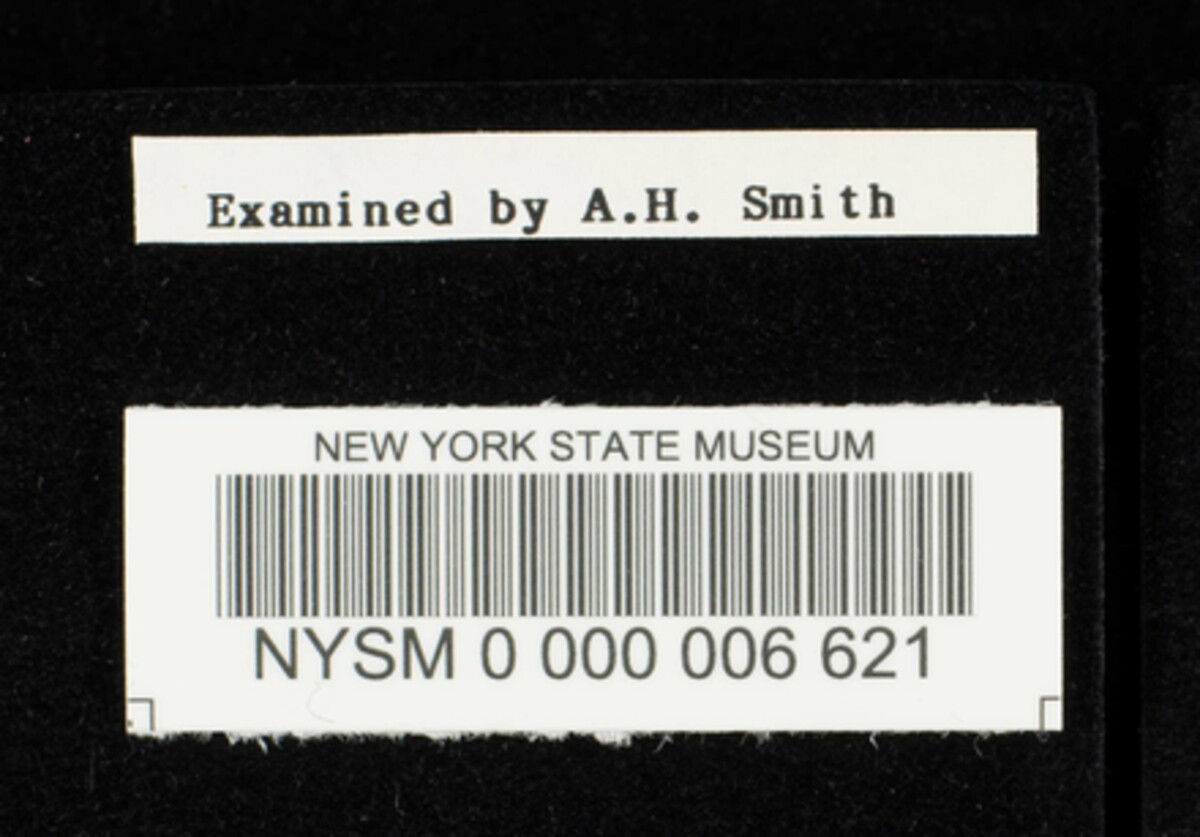 Examined by A.H. Smith
NEW YORK STATE MUSEUM
NYSM 0 000 006 621